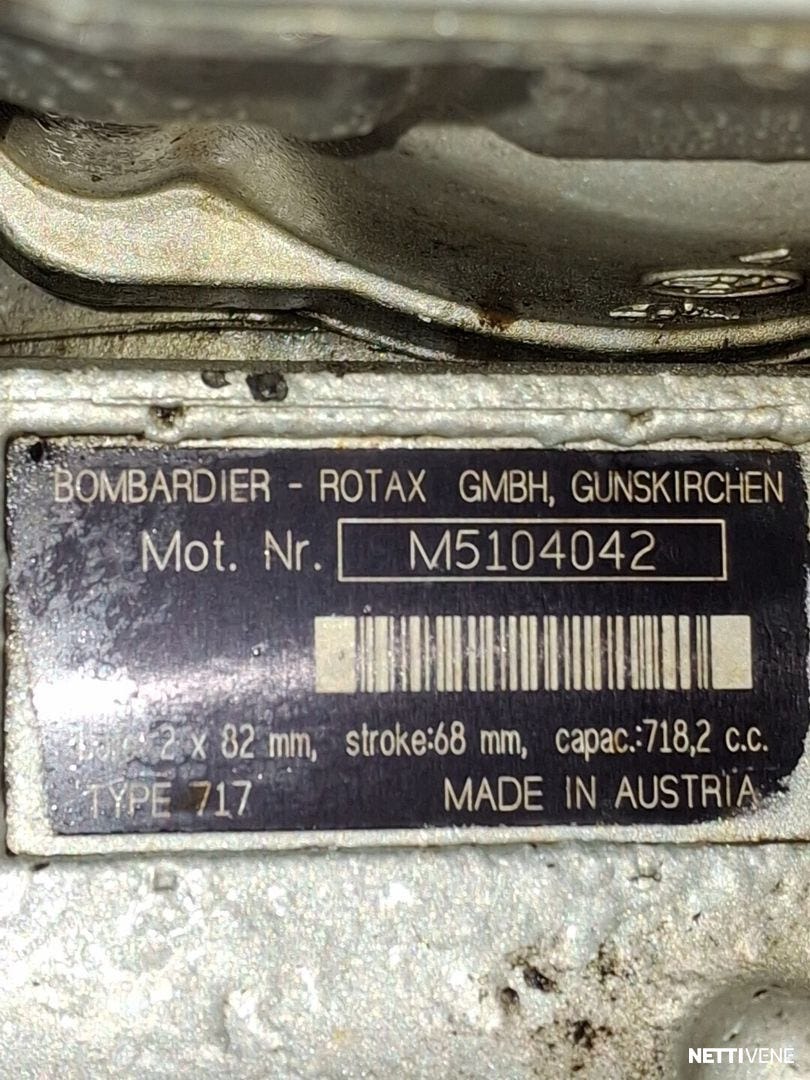 BOMBARDIER - ROTAX GMBH, GUNSKIRCHEN
Mot. Nr. M5104042
2 x 82 mm, stroke:68 mm, capac.:718,2 c.c.
TYPE 717 MADE IN AUSTRIA
NETTIVENE